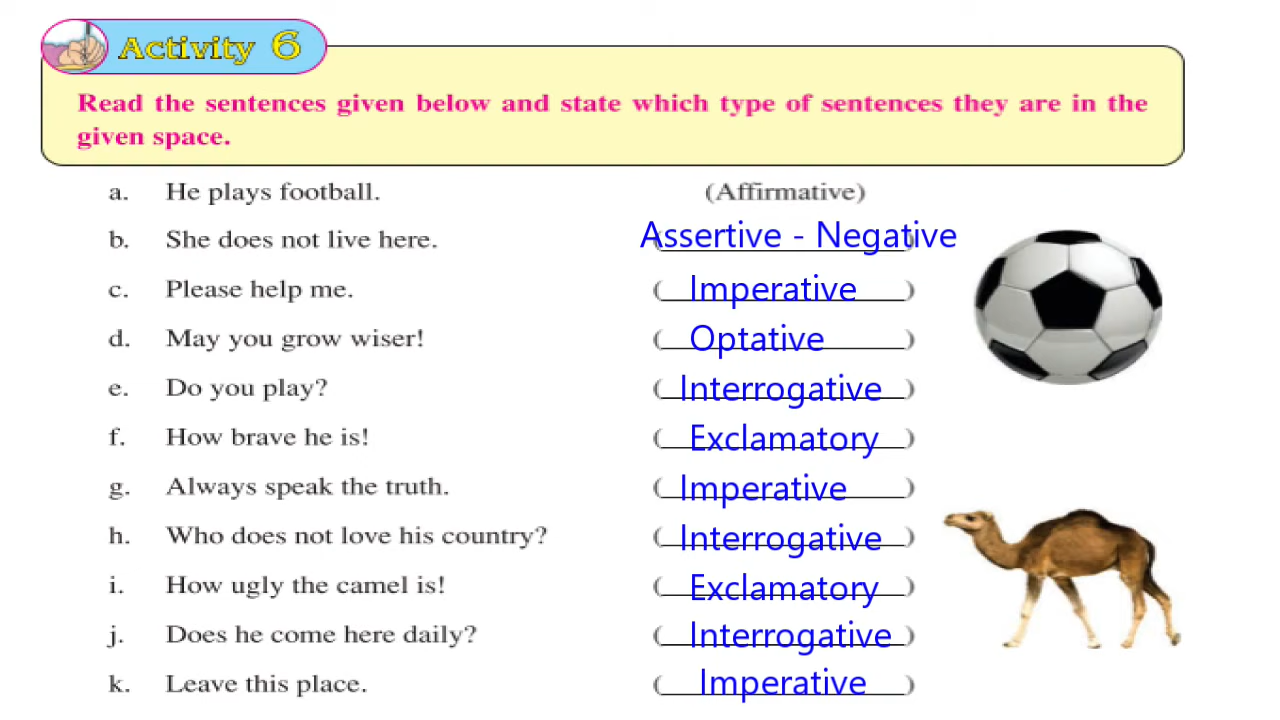 Activity 6
Read the sentences given below and state which type of sentences they are in the
given space.
a. He plays football. (Affirmative)
b. She does not live here. (Assertive - Negative)
c. Please help me. (Imperative)
d. May you grow wiser! (Optative)
e. Do you play? (Interrogative)
f. How brave he is! (Exclamatory)
g. Always speak the truth. (Imperative)
h. Who does not love his country? (Interrogative)
i. How ugly the camel is! (Exclamatory)
j. Does he come here daily? (Interrogative)
k. Leave this place. (Imperative)